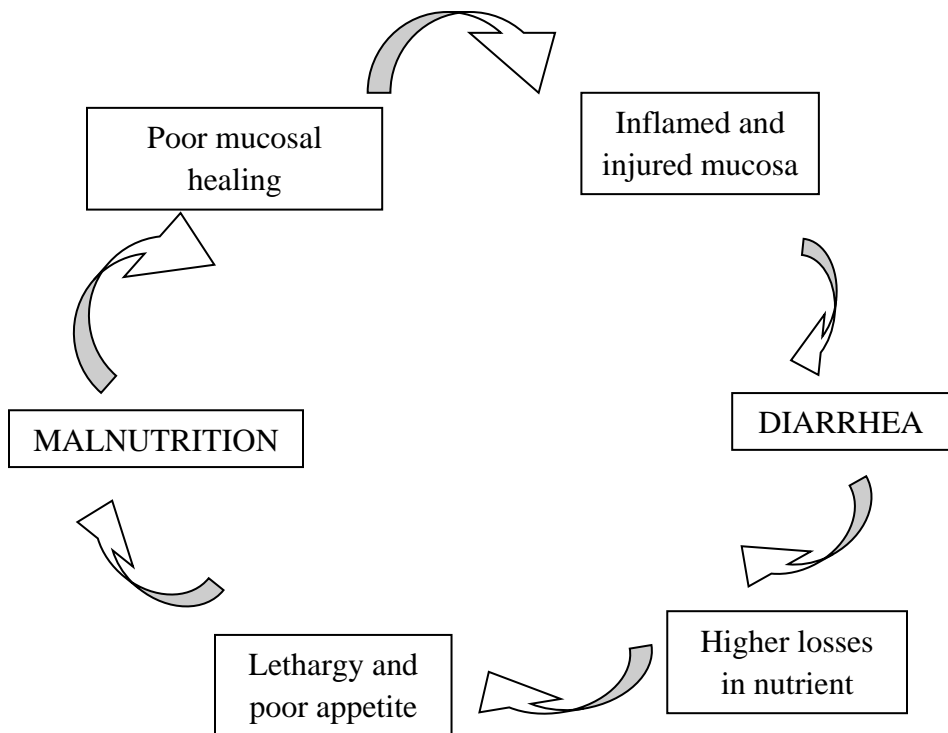 Poor mucosal
healing
Inflamed and
injured mucosa
MALNUTRITION
DIARRHEA
Lethargy and
poor appetite
Higher losses
in nutrient